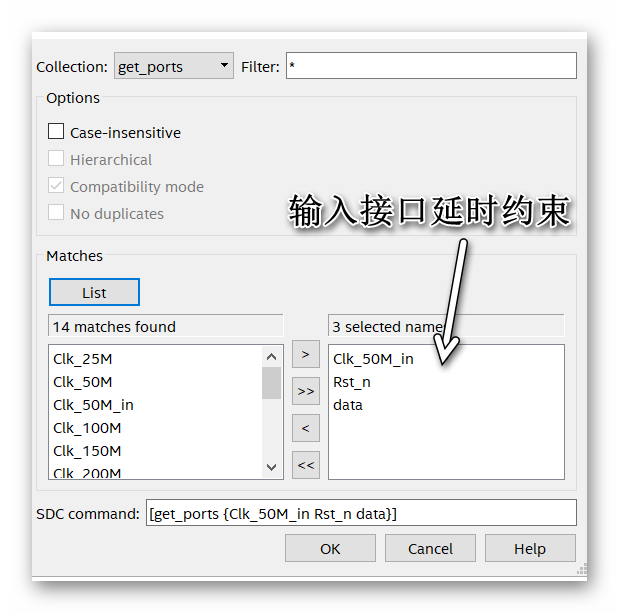 Collection: get_ports Filter: *
Options
Case-insensitive
Hierarchical
Compatibility mode
No duplicates
输入接口延时约束
Matches
List
14 matches found
3 selected name
Clk_25M
Clk_50M
Clk_50M_in
Clk_100M
Clk_150M
Clk_200M
>
>>
<
<<
Clk_50M_in
Rst_n
data
SDC command: [get_ports {Clk_50M_in Rst_n data}]
OK Cancel Help